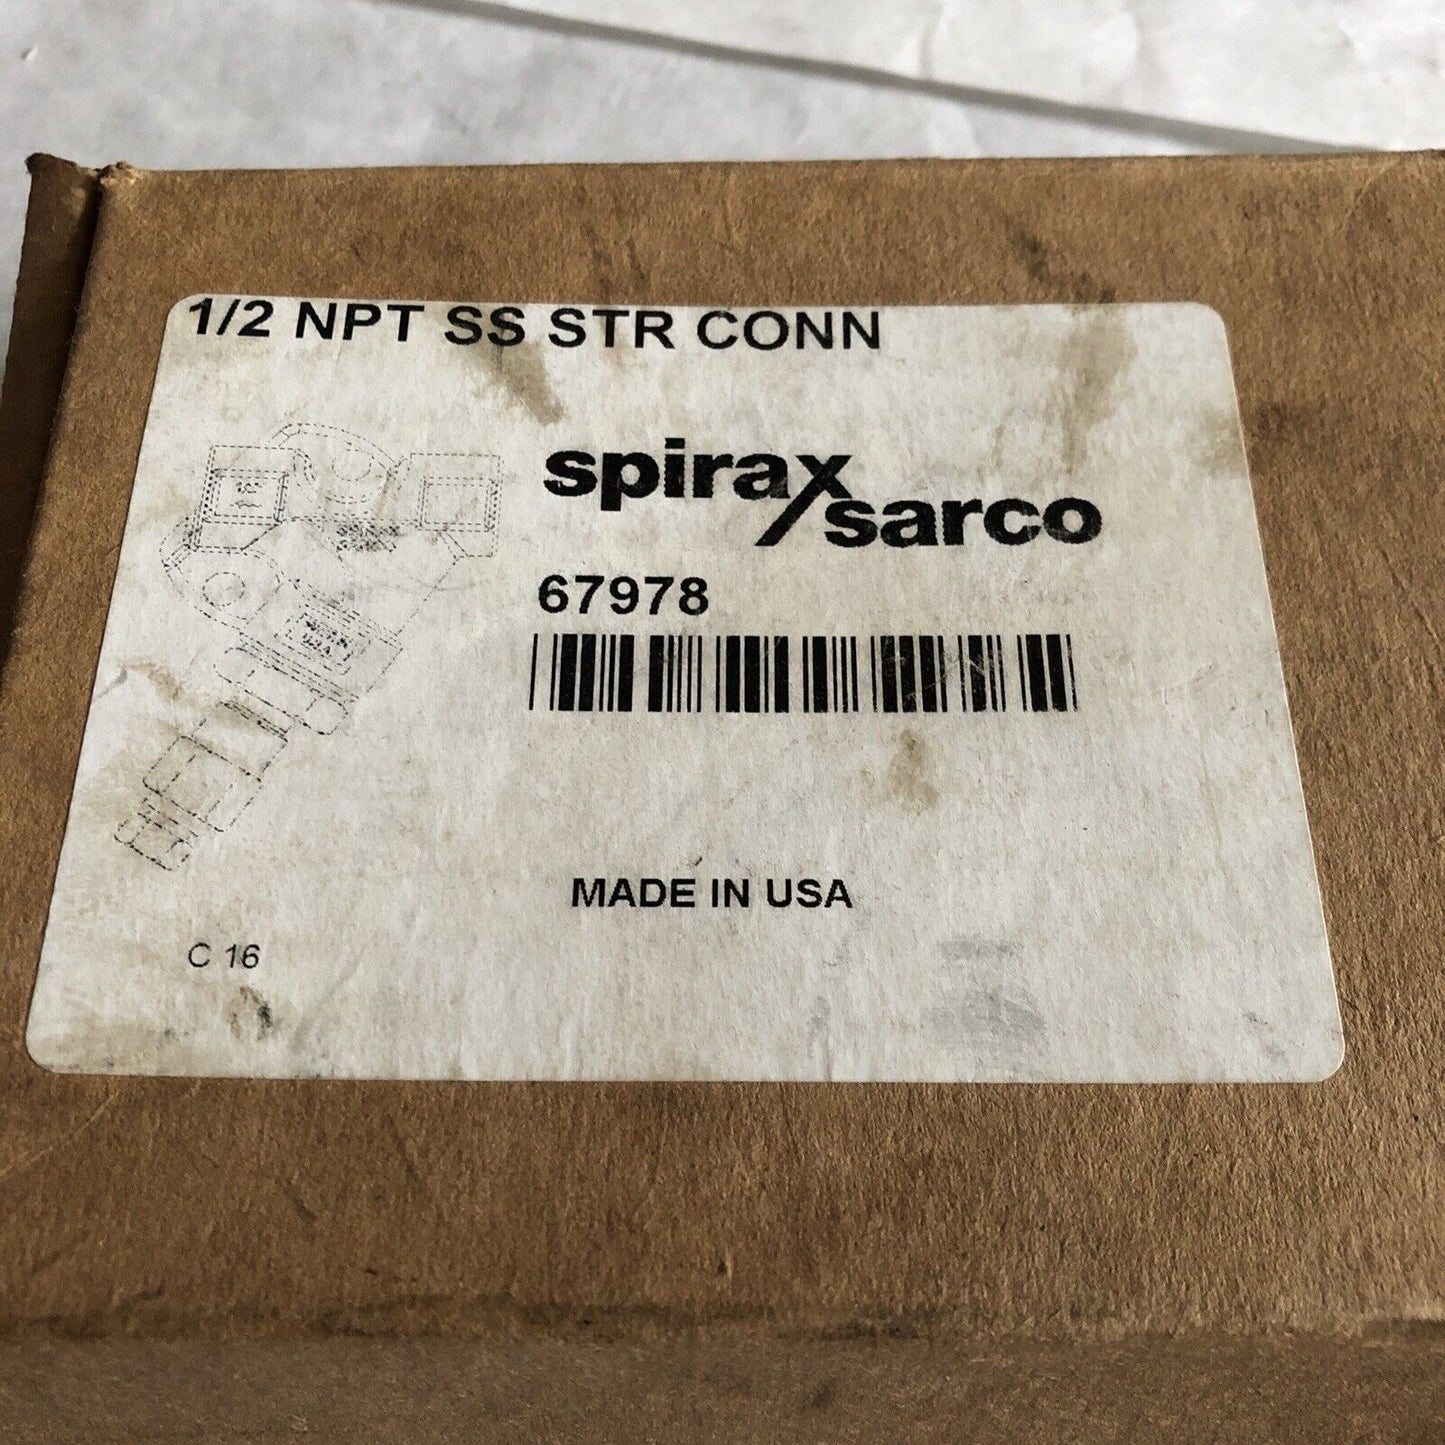 1/2 NPT SS STR CONN
spirax
sarco
67978
MADE IN USA
C 16